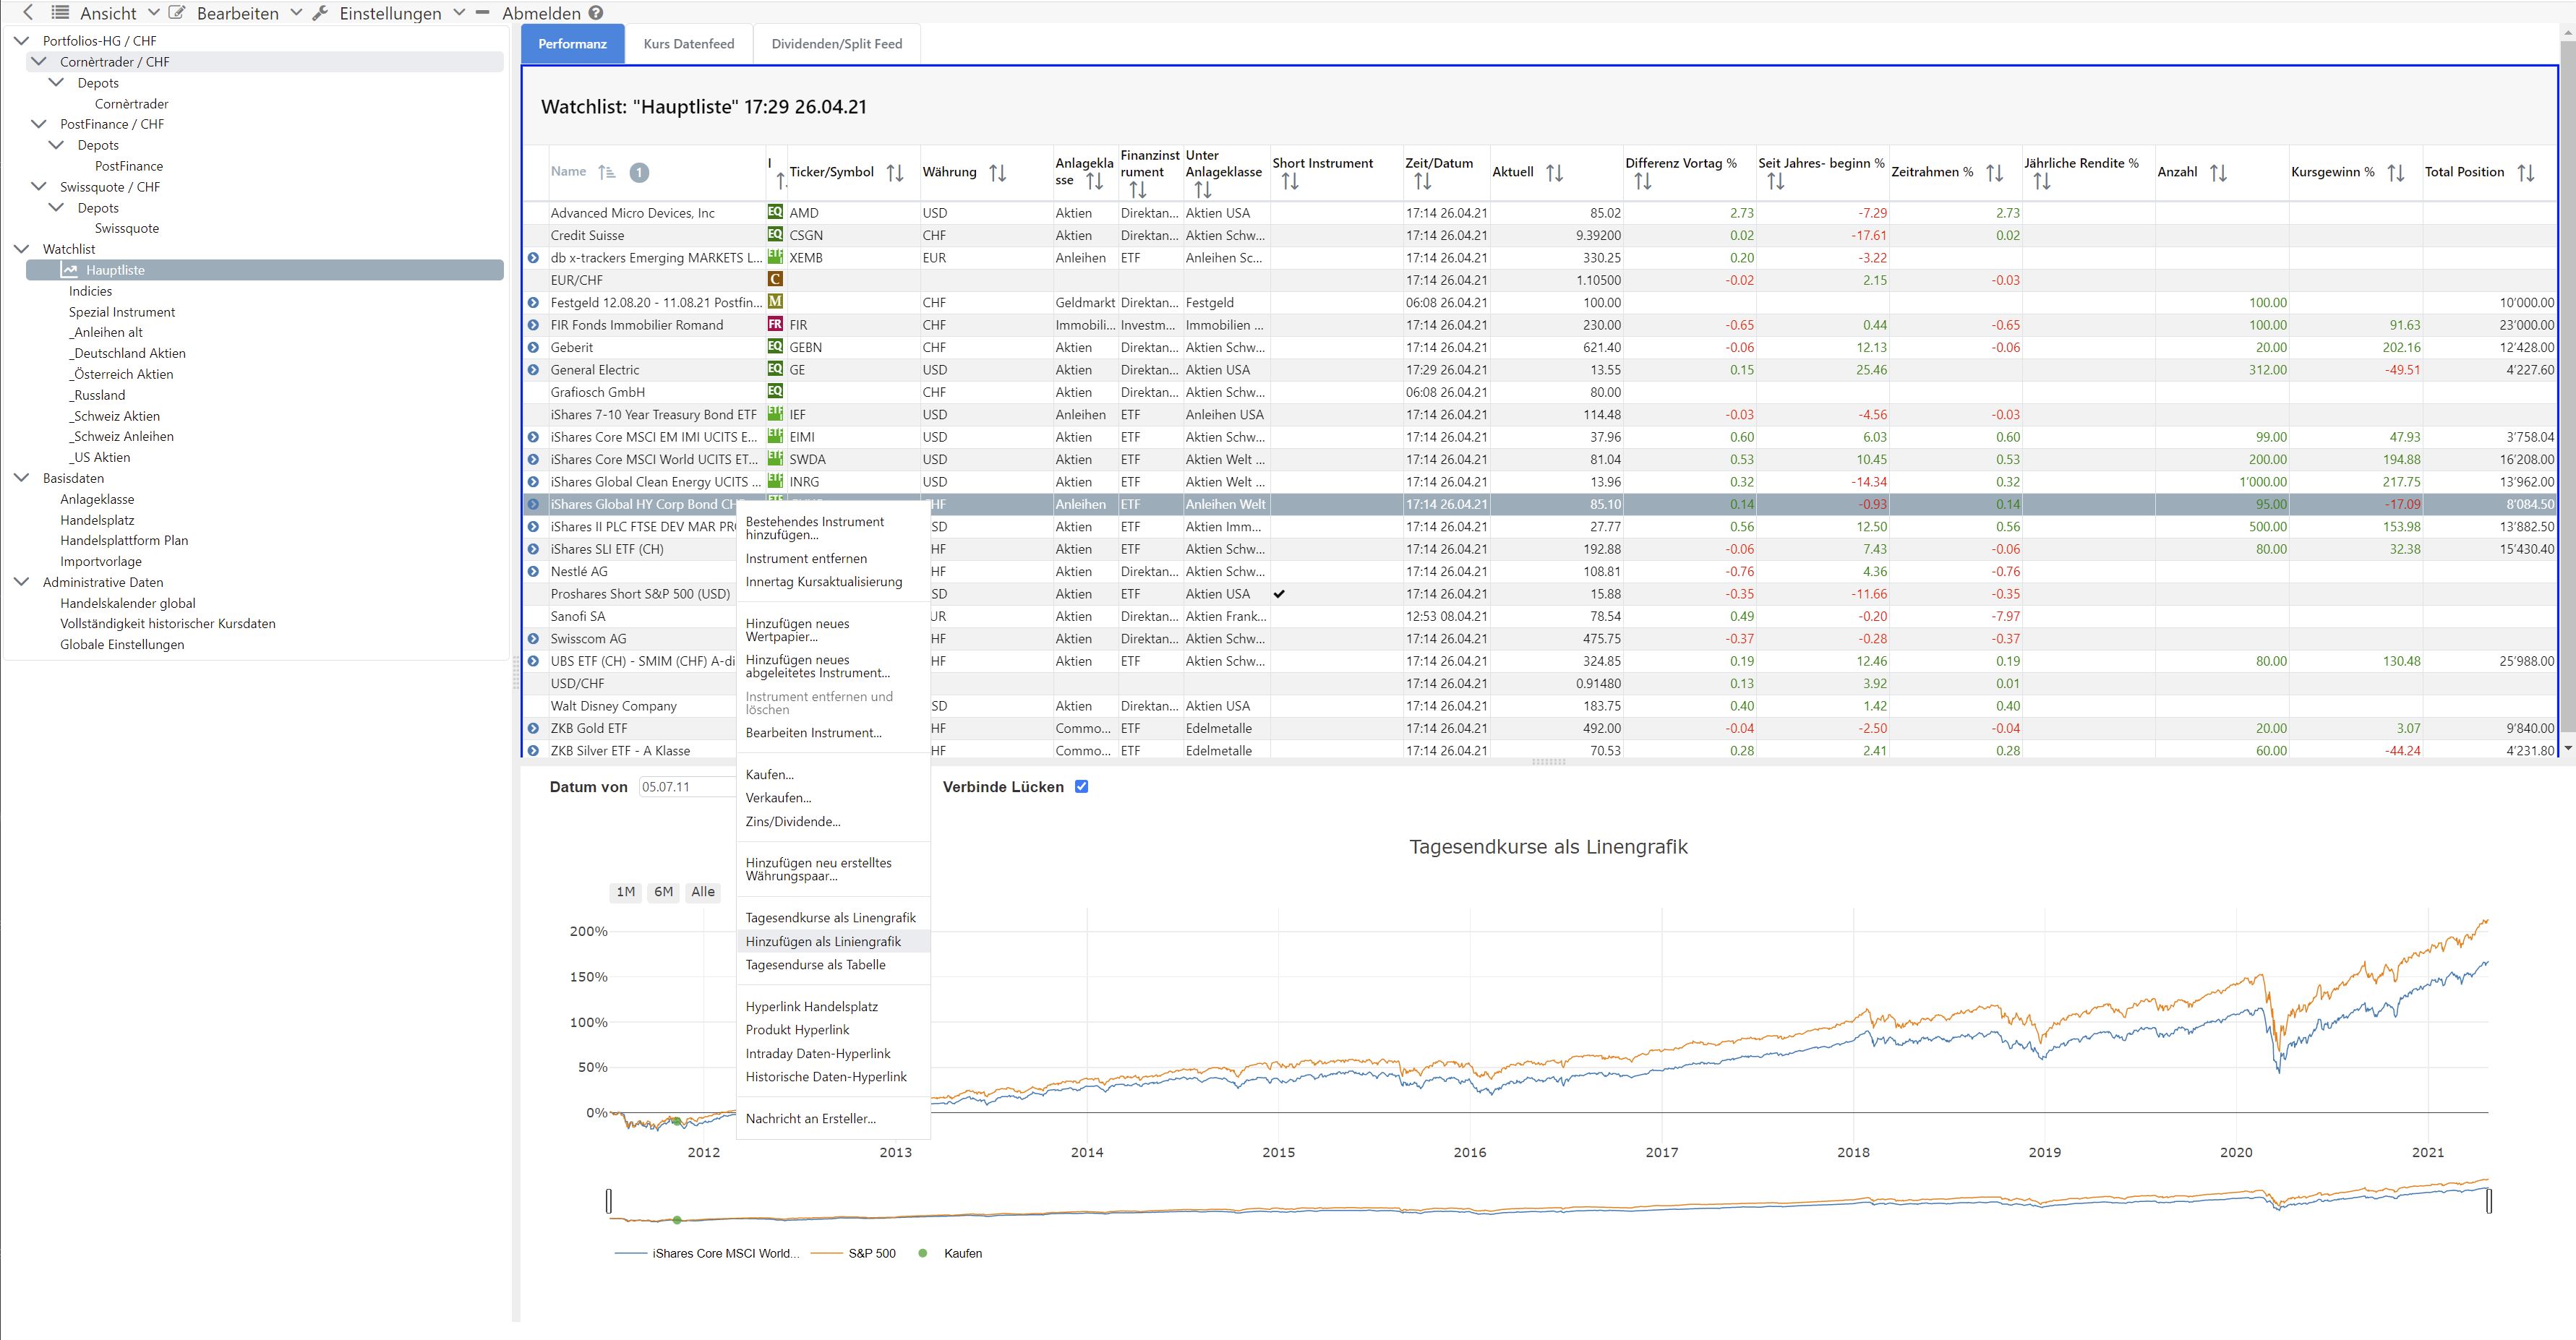 Ansicht Bearbeiten Einstellungen Abmelden
Portfolios-HG / CHF
Cornèrtrader / CHF
Depots
Cornèrtrader
PostFinance / CHF
Depots
PostFinance
Swissquote / CHF
Depots
Swissquote
Watchlist
Hauptliste
Indicies
Spezial Instrument
_Anleihen alt
_Deutschland Aktien
_Österreich Aktien
_Russland
_Schweiz Aktien
_Schweiz Anleihen
_US Aktien
Basisdaten
Anlageklasse
Handelsplatz
Handelsplattform Plan
Importvorlage
Administrative Daten
Handelskalender global
Vollständigkeit historischer Kursdaten
Globale Einstellungen
Performanz Kurs Datenfeed Dividenden/Split Feed
Watchlist: "Hauptliste" 17:29 26.04.21
Name 1 I Ticker/Symbol Währung Anlagekla sse Finanzinst rument Unter Anlageklasse Short Instrument Zeit/Datum Aktuell Differenz Vortag % Seit Jahres- beginn % Zeitrahmen % Jährliche Rendite % Anzahl Kursgewinn % Total Position
Advanced Micro Devices, Inc EQ AMD USD Aktien Direktan... Aktien USA 17:14 26.04.21 85.02 2.73 -7.29 2.73
Credit Suisse EQ CSGN CHF Aktien Direktan... Aktien Schw... 17:14 26.04.21 9.39200 0.02 -17.61 0.02
db x-trackers Emerging MARKETS L... ETF XEMB EUR Anleihen ETF Anleihen Sc... 17:14 26.04.21 330.25 0.20 -3.22
EUR/CHF C 17:14 26.04.21 1.10500 -0.02 2.15 -0.03
Festgeld 12.08.20 - 11.08.21 Postfin... M CHF Geldmarkt Direktan... Festgeld 06:08 26.04.21 100.00 100.00 10'000.00
FIR Fonds Immobilier Romand FR FIR CHF Immobili... Investm... Immobilien ... 17:14 26.04.21 230.00 -0.65 0.44 -0.65 100.00 91.63 23'000.00
Geberit EQ GEBN CHF Aktien Direktan... Aktien Schw... 17:14 26.04.21 621.40 -0.06 12.13 -0.06 20.00 202.16 12'428.00
General Electric EQ GE USD Aktien Direktan... Aktien USA 17:29 26.04.21 13.55 0.15 25.46 312.00 -49.51 4'227.60
Grafiosch GmbH EQ CHF Aktien Direktan... Aktien Schw... 06:08 26.04.21 80.00
iShares 7-10 Year Treasury Bond ETF ETF IEF USD Anleihen ETF Anleihen USA 17:14 26.04.21 114.48 -0.03 -4.56 -0.03
iShares Core MSCI EM IMI UCITS E... ETF EIMI USD Aktien ETF Aktien Schw... 17:14 26.04.21 37.96 0.60 6.03 0.60 99.00 47.93 3'758.04
iShares Core MSCI World UCITS ET... ETF SWDA USD Aktien ETF Aktien Welt ... 17:14 26.04.21 81.04 0.53 10.45 0.53 200.00 194.88 16'208.00
iShares Global Clean Energy UCITS ... ETF INRG USD Aktien ETF Aktien Welt ... 17:14 26.04.21 13.96 0.32 -14.34 0.32 1'000.00 217.75 13'962.00
iShares Global HY Corp Bond CH HF Anleihen ETF Anleihen Welt 17:14 26.04.21 85.10 0.14 -0.93 0.14 95.00 -17.09 8'084.50
iShares II PLC FTSE DEV MAR PR SD Aktien ETF Aktien Imm... 17:14 26.04.21 27.77 0.56 12.50 0.56 500.00 153.98 13'882.50
iShares SLI ETF (CH) HF Aktien ETF Aktien Schw... 17:14 26.04.21 192.88 -0.06 7.43 -0.06 80.00 32.38 15'430.40
Nestlé AG HF Aktien Direktan... Aktien Schw... 17:14 26.04.21 108.81 -0.76 4.36 -0.76
Proshares Short S&P 500 (USD) SD Aktien ETF Aktien USA 17:14 26.04.21 15.88 -0.35 -11.66 -0.35
Sanofi SA UR Aktien Direktan... Aktien Frank... 12:53 08.04.21 78.54 0.49 -0.20 -7.97
Swisscom AG HF Aktien Direktan... Aktien Schw... 17:14 26.04.21 475.75 -0.37 -0.28 -0.37
UBS ETF (CH) - SMIM (CHF) A-di HF Aktien ETF Aktien Schw... 17:14 26.04.21 324.85 0.19 12.46 0.19 80.00 130.48 25'988.00
USD/CHF 17:14 26.04.21 0.91480 0.13 3.92 0.01
Walt Disney Company SD Aktien Direktan... Aktien USA 17:14 26.04.21 183.75 0.40 1.42 0.40
ZKB Gold ETF HF Commo... ETF Edelmetalle 17:14 26.04.21 492.00 -0.04 -2.50 -0.04 20.00 3.07 9'840.00
ZKB Silver ETF - A Klasse HF Commo... ETF Edelmetalle 17:14 26.04.21 70.53 0.28 2.41 0.28 60.00 -44.24 4'231.80
Bestehendes Instrument
hinzufügen...
Instrument entfernen
Innertag Kursaktualisierung
Hinzufügen neues
Wertpapier...
Hinzufügen neues
abgeleitetes Instrument...
Instrument entfernen und
löschen
Bearbeiten Instrument...
Kaufen...
Verkaufen...
Zins/Dividende...
Hinzufügen neu erstelltes
Währungspaar...
Tagesendkurse als Linengrafik
Hinzufügen als Liniengrafik
Tagesendurse als Tabelle
Hyperlink Handelsplatz
Produkt Hyperlink
Intraday Daten-Hyperlink
Historische Daten-Hyperlink
Nachricht an Ersteller...
Datum von 05.07.11 Verbinde Lücken
Tagesendkurse als Linengrafik
1M 6M Alle
200%
150%
100%
50%
0%
2012 2013 2014 2015 2016 2017 2018 2019 2020 2021
iShares Core MSCI World... S&P 500 Kaufen